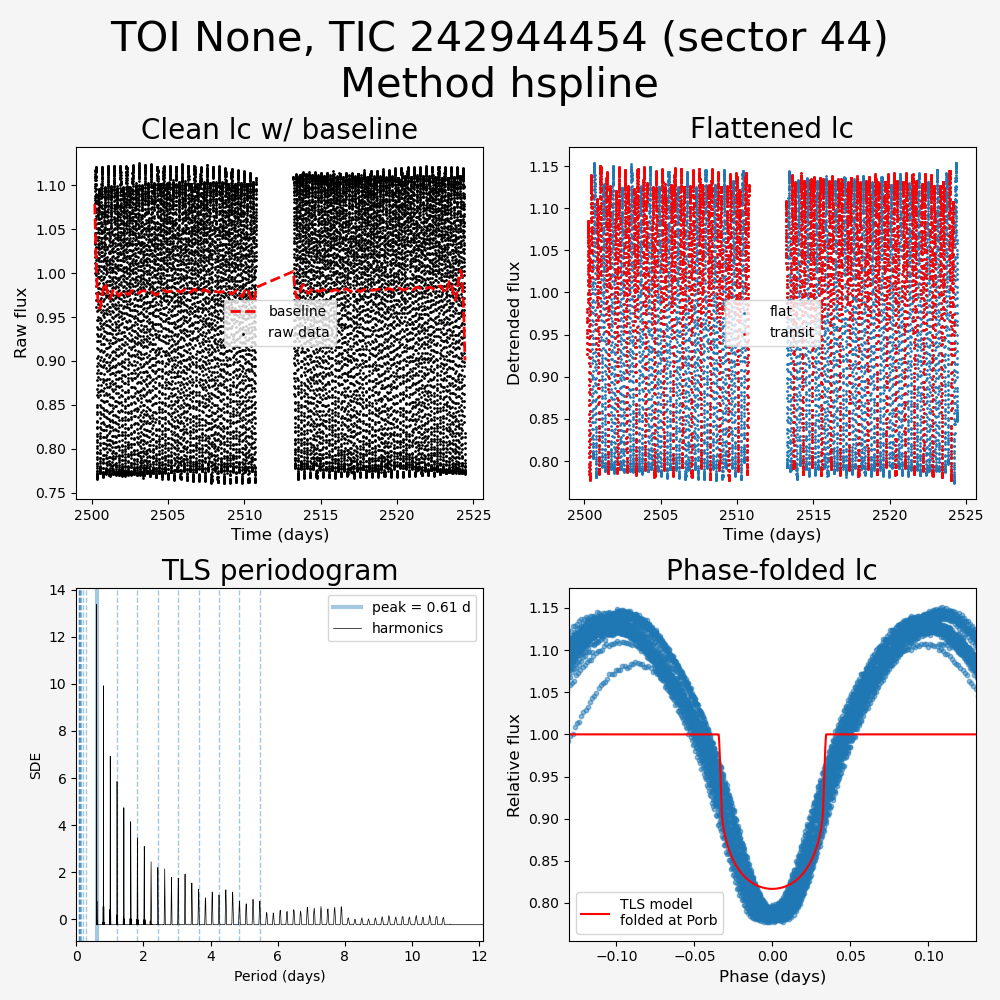 TOI None, TIC 242944454 (sector 44)
Method hspline
Clean lc w/ baseline
Raw flux
1.10
1.05
1.00
0.95
0.90
0.85
0.80
0.75
baseline
raw data
2500
2505
2510
2515
2520
2525
Time (days)
Flattened lc
Detrended flux
1.15
1.10
1.05
1.00
0.95
0.90
0.85
0.80
flat
transit
2500
2505
2510
2515
2520
2525
Time (days)
TLS periodogram
SDE
14
12
10
8
6
4
2
0
peak = 0.61 d
harmonics
0
2
4
6
8
10
12
Period (days)
Phase-folded lc
Relative flux
1.15
1.10
1.05
1.00
0.95
0.90
0.85
0.80
TLS model
folded at Porb
−0.10
−0.05
0.00
0.05
0.10
Phase (days)